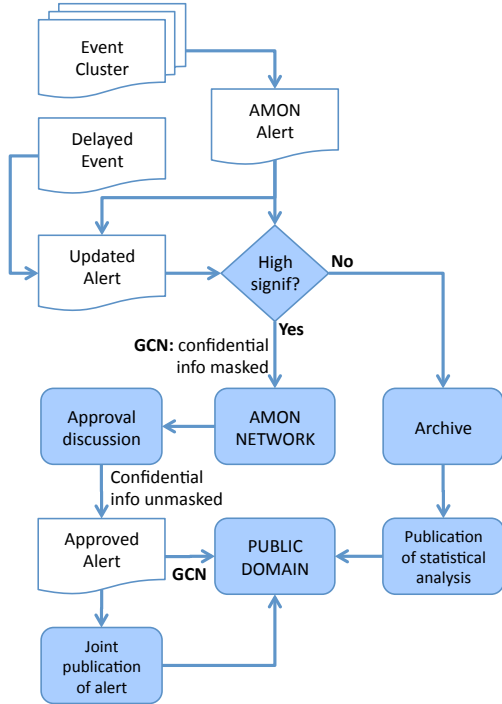 Event
Cluster
AMON
Alert
Delayed
Event
Updated
Alert
High
signif?
No
Yes
GCN: confidential
info masked
Approval
discussion
AMON
NETWORK
Archive
Confidential
info unmasked
Approved
Alert
GCN
PUBLIC
DOMAIN
Publication
of statistical
analysis
Joint
publication
of alert